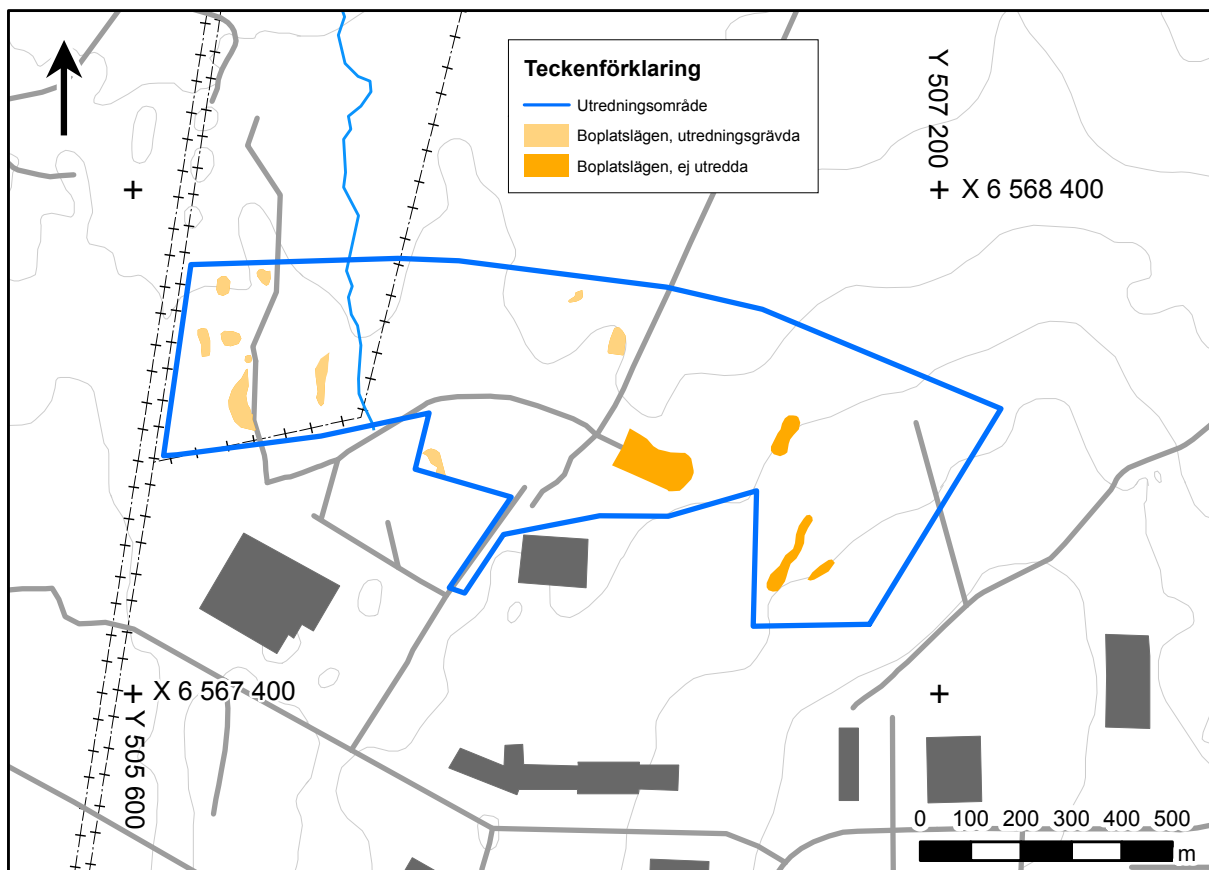 Teckenförklaring
Utredningsområde
Boplatslägen, utredningsgrävda
Boplatslägen, ej utredda
Y 507 200
X 6 568 400
X 6 567 400
Y 505 600
0 100 200 300 400 500
m